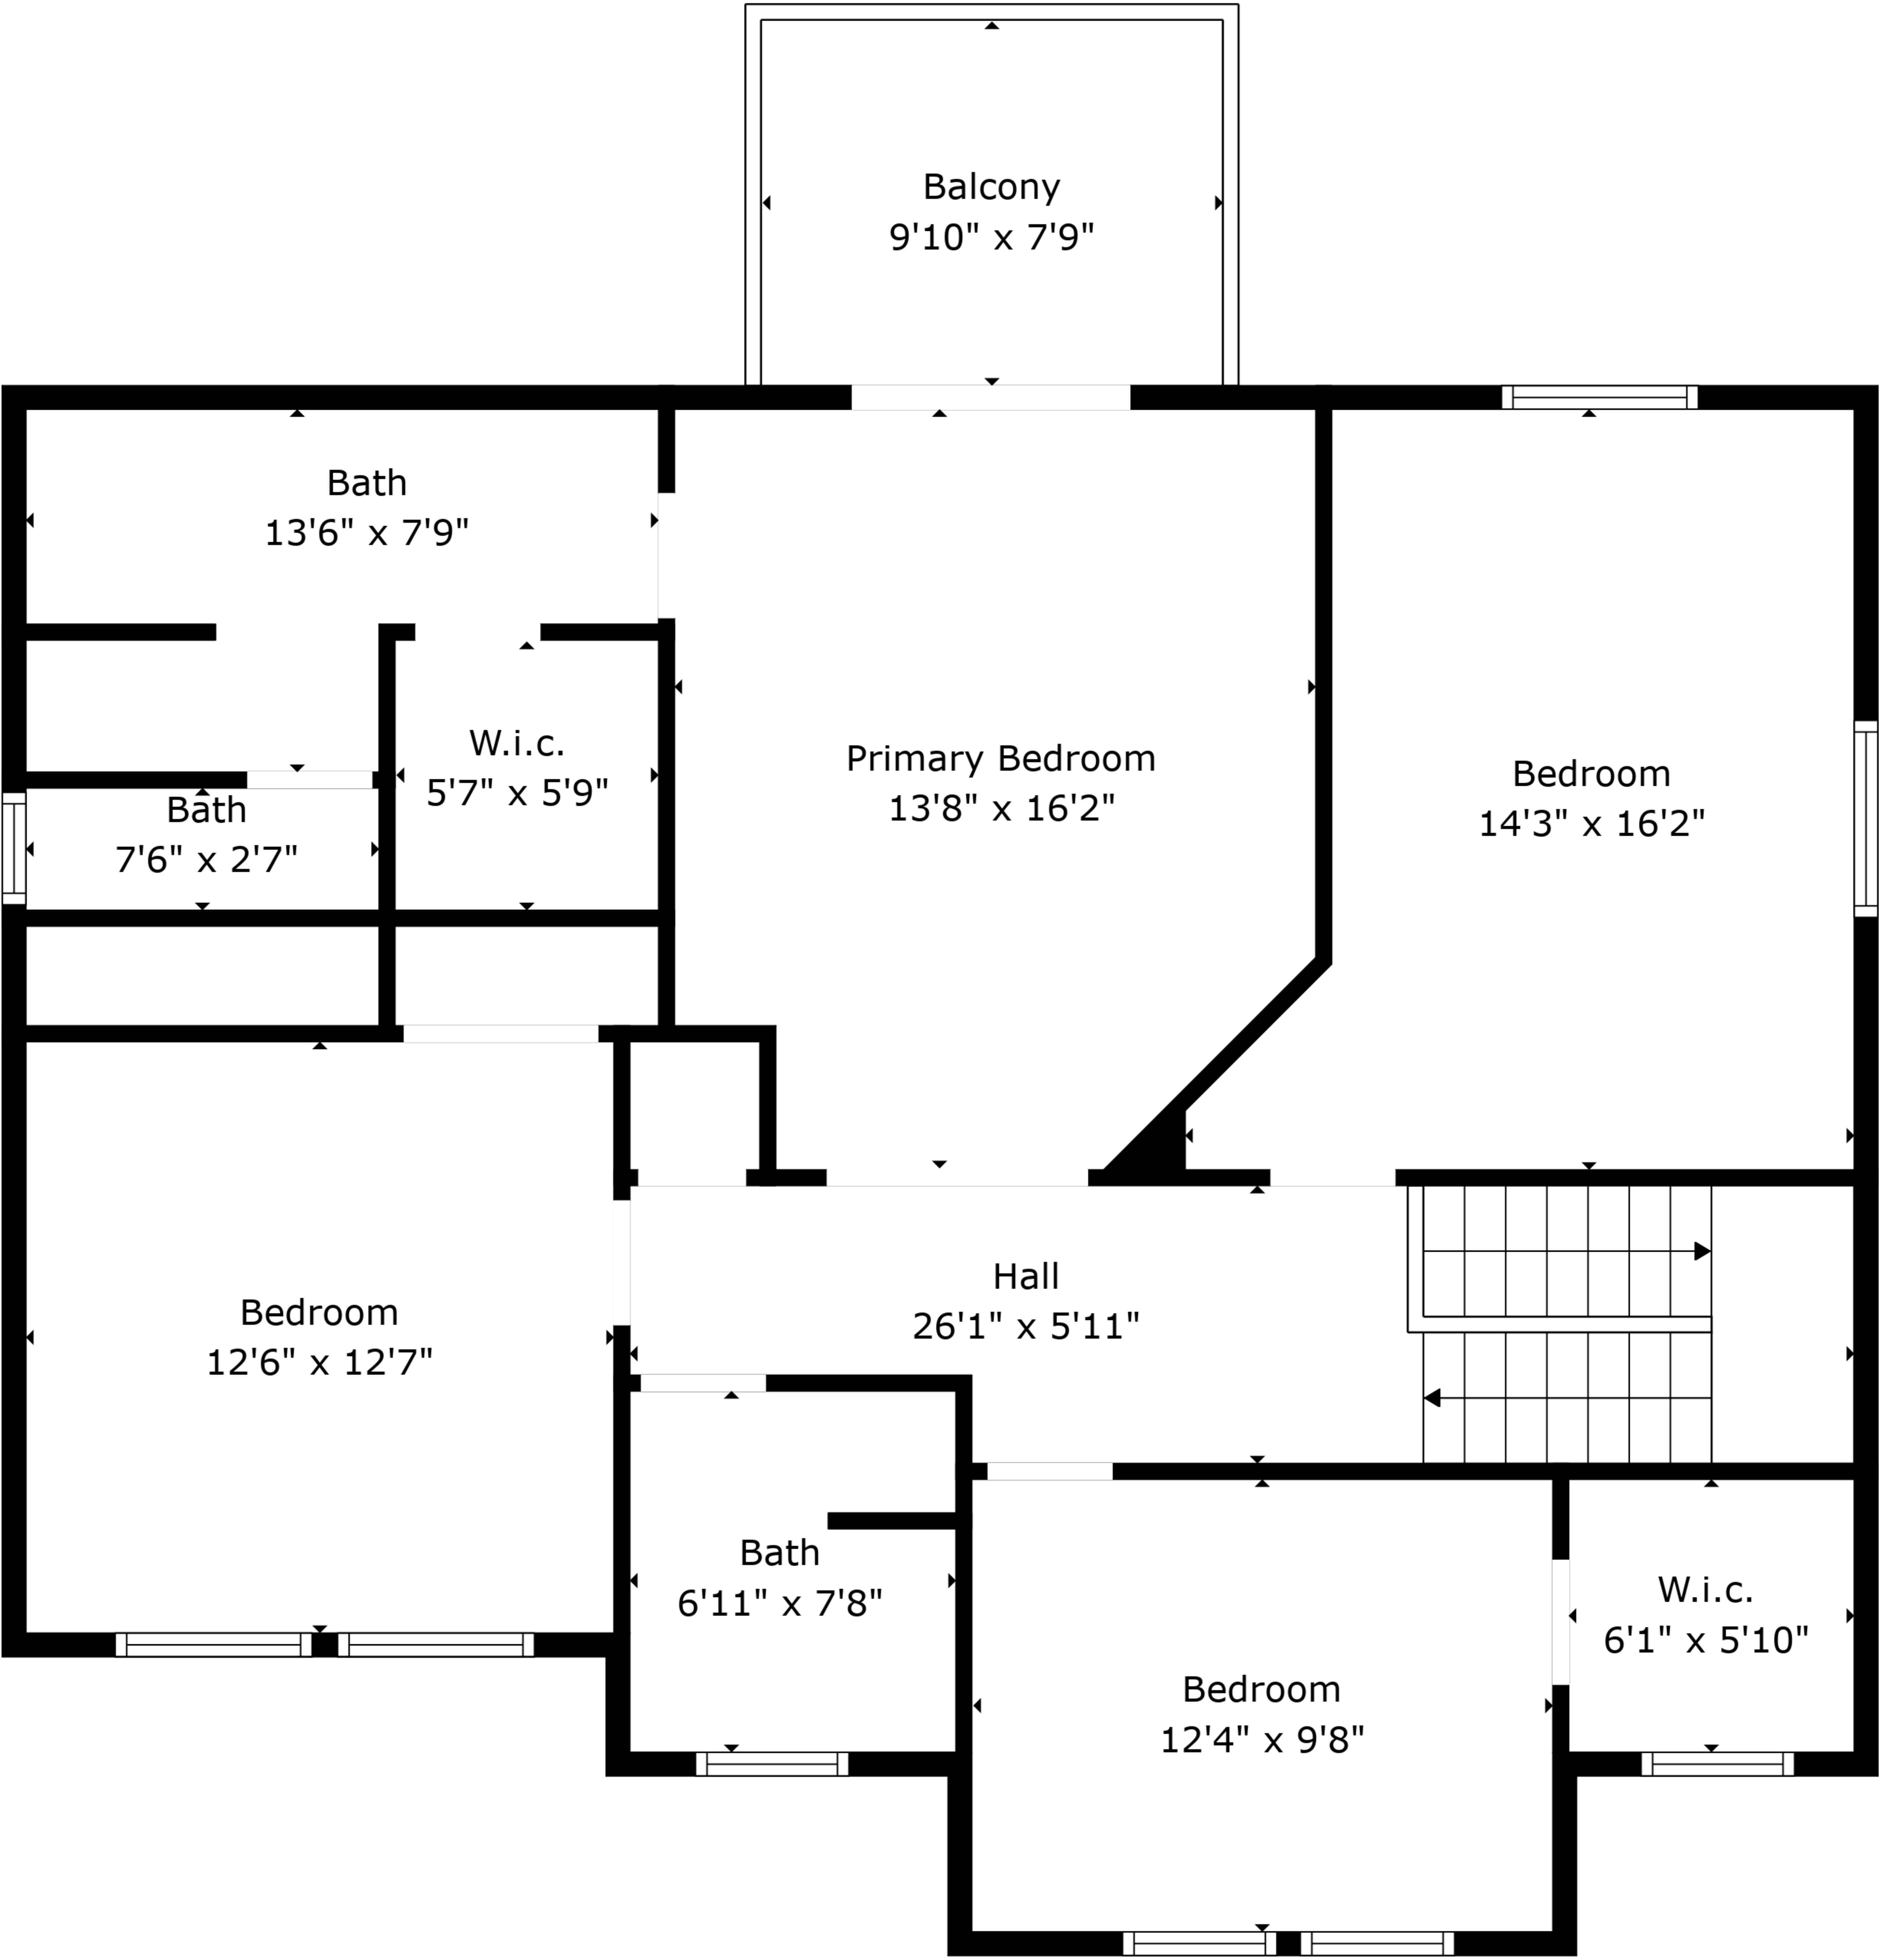 Balcony
9'10" x 7'9"
Bath
13'6" x 7'9"
W.i.c.
5'7" x 5'9"
Primary Bedroom
13'8" x 16'2"
Bedroom
14'3" x 16'2"
Bath
7'6" x 2'7"
Hall
26'1" x 5'11"
Bedroom
12'6" x 12'7"
Bath
6'11" x 7'8"
W.i.c.
6'1" x 5'10"
Bedroom
12'4" x 9'8"